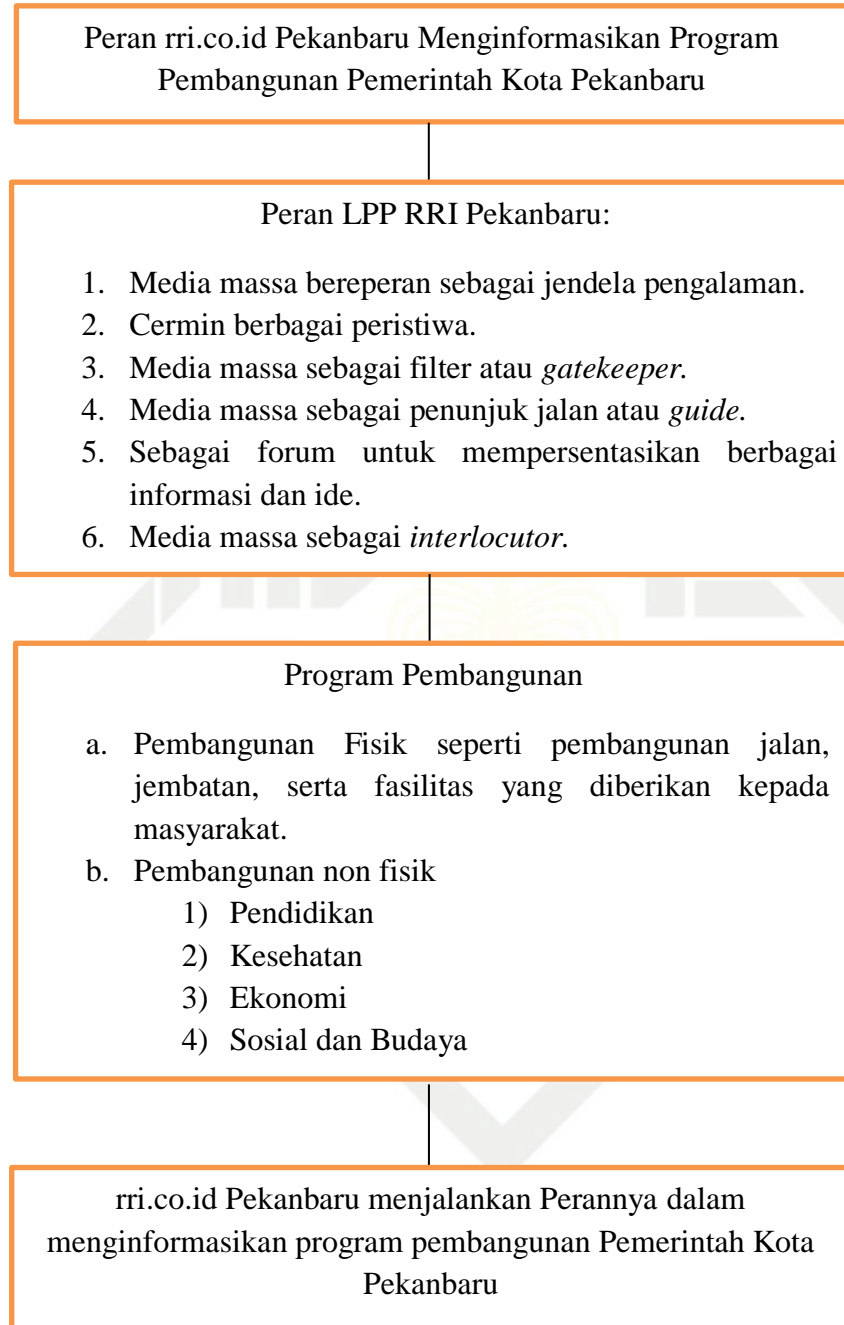 Peran rri.co.id Pekanbaru Menginformasikan Program
Pembangunan Pemerintah Kota Pekanbaru
Peran LPP RRI Pekanbaru:
1. Media massa bereperan sebagai jendela pengalaman.
2. Cermin berbagai peristiwa.
3. Media massa sebagai filter atau gatekeeper.
4. Media massa sebagai penunjuk jalan atau guide.
5. Sebagai forum untuk mempersentasikan berbagai
informasi dan ide.
6. Media massa sebagai interlocutor.
Program Pembangunan
a. Pembangunan Fisik seperti pembangunan jalan,
jembatan, serta fasilitas yang diberikan kepada
masyarakat.
b. Pembangunan non fisik
1) Pendidikan
2) Kesehatan
3) Ekonomi
4) Sosial dan Budaya
rri.co.id Pekanbaru menjalankan Perannya dalam
menginformasikan program pembangunan Pemerintah Kota
Pekanbaru